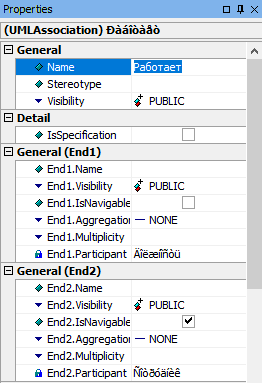 Properties
(UMLAssociation) Ðàáîòàåò
General
Name Работает
Stereotype
Visibility PUBLIC
Detail
IsSpecification
General (End1)
End1.Name
End1.Visibility PUBLIC
End1.IsNavigable
End1.Aggregation NONE
End1.Multiplicity
End1.Participant Äîëæíîñòü
General (End2)
End2.Name
End2.Visibility PUBLIC
End2.IsNavigable
End2.Aggregation NONE
End2.Multiplicity
End2.Participant Ñîòðóäíèê